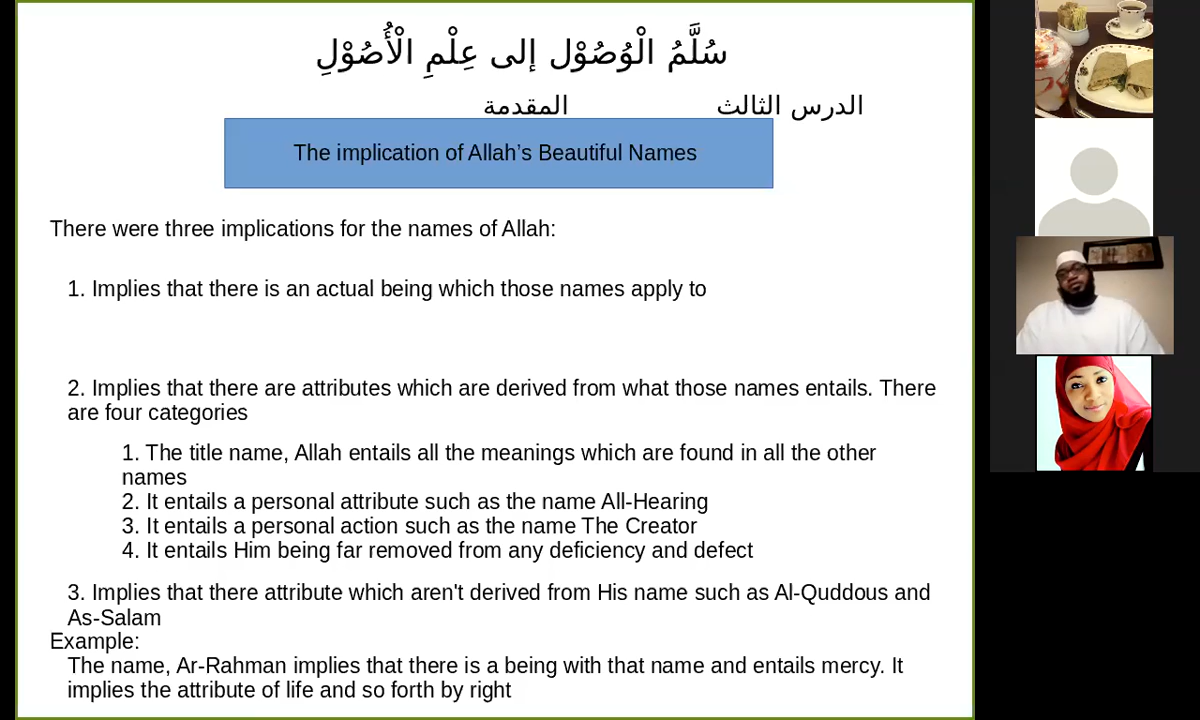 سُلَّمُ الْوُصُوْل إلى عِلْمِ الْأُصُوْلِ
الدرس الثالث المقدمة
The implication of Allah’s Beautiful Names
There were three implications for the names of Allah:
1. Implies that there is an actual being which those names apply to
2. Implies that there are attributes which are derived from what those names entails. There
are four categories
1. The title name, Allah entails all the meanings which are found in all the other
names
2. It entails a personal attribute such as the name All-Hearing
3. It entails a personal action such as the name The Creator
4. It entails Him being far removed from any deficiency and defect
3. Implies that there attribute which aren't derived from His name such as Al-Quddous and
As-Salam
Example:
The name, Ar-Rahman implies that there is a being with that name and entails mercy. It
implies the attribute of life and so forth by right